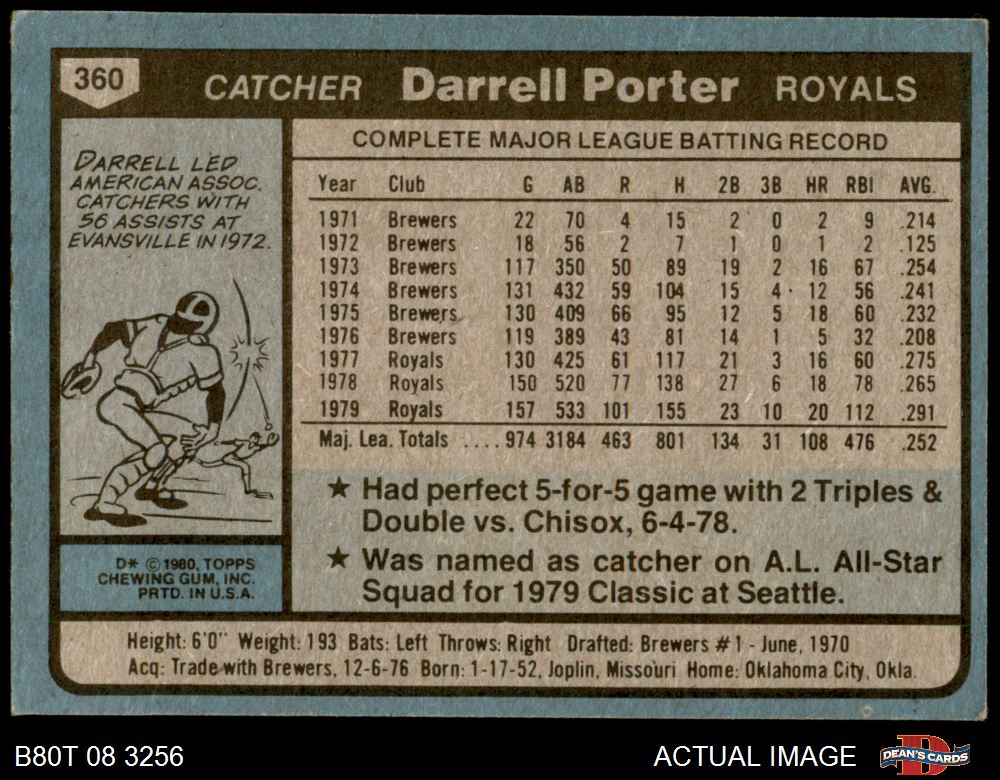 360 CATCHER Darrell Porter ROYALS
DARRELL LED
AMERICAN ASSOC.
CATCHERS WITH
56 ASSISTS AT
EVANSVILLE IN 1972.
COMPLETE MAJOR LEAGUE BATTING RECORD
Year Club G AB R H 2B 3B HR RBI AVG.
1971 Brewers 22 70 4 15 2 0 2 9 .214
1972 Brewers 18 56 2 7 1 0 1 2 .125
1973 Brewers 117 350 50 89 19 2 16 67 .254
1974 Brewers 131 432 59 104 15 4 12 56 .241
1975 Brewers 130 409 66 95 12 5 18 60 .232
1976 Brewers 119 389 43 81 14 1 5 32 .208
1977 Royals 130 425 61 117 21 3 16 60 .275
1978 Royals 150 520 77 138 27 6 18 78 .265
1979 Royals 157 533 101 155 23 10 20 112 .291
Maj. Lea. Totals .... 974 3184 463 801 134 31 108 476 .252
★ Had perfect 5-for-5 game with 2 Triples &
Double vs. Chisox, 6-4-78.
★ Was named as catcher on A.L. All-Star
Squad for 1979 Classic at Seattle.
D* © 1980, TOPPS
CHEWING GUM, INC.
PRTD. IN U.S.A.
Height: 6'0" Weight: 193 Bats: Left Throws: Right Drafted: Brewers #1 - June, 1970
Acq: Trade with Brewers, 12-6-76 Born: 1-17-52, Joplin, Missouri Home: Oklahoma City, Okla.
B80T 08 3256 ACTUAL IMAGE DEAN'S CARDS